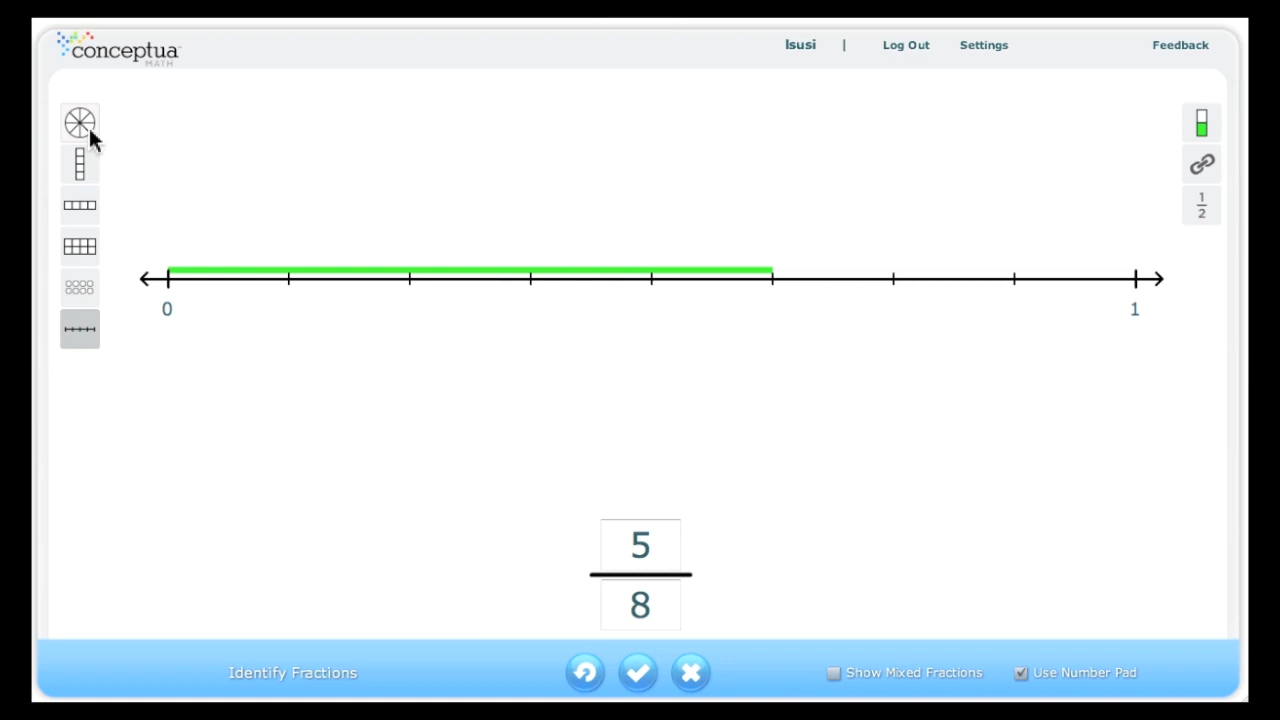 conceptua
MATH
lsusi | Log Out Settings Feedback
1
2
0 1
5
8
Identify Fractions Show Mixed Fractions Use Number Pad